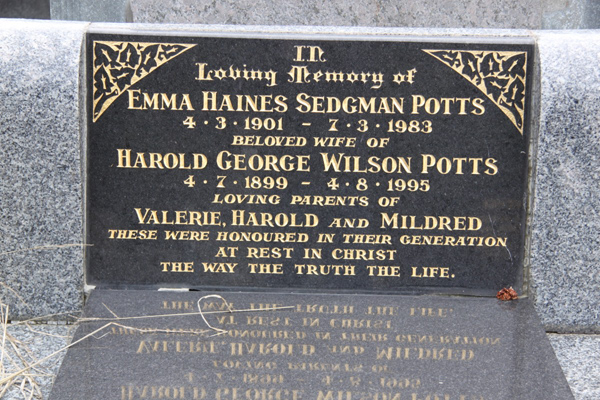 In
Loving Memory of
EMMA HAINES SEDGMAN POTTS
4·3·1901 - 7·3·1983
BELOVED WIFE OF
HAROLD GEORGE WILSON POTTS
4·7·1899 - 4·8·1995
LOVING PARENTS OF
VALERIE, HAROLD AND MILDRED
THESE WERE HONOURED IN THEIR GENERATION
AT REST IN CHRIST
THE WAY THE TRUTH THE LIFE.